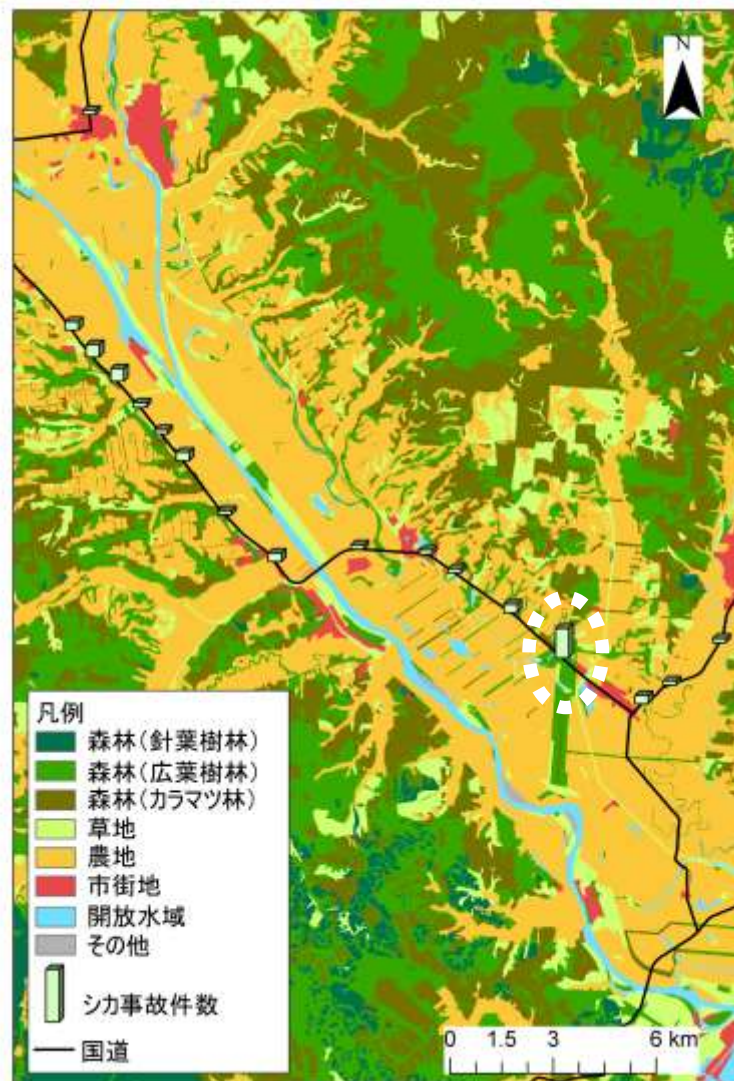 N
凡例
森林(針葉樹林)
森林(広葉樹林)
森林(カラマツ林)
草地
農地
市街地
開放水域
その他
シカ事故件数
国道
0 1.5 3 6 km